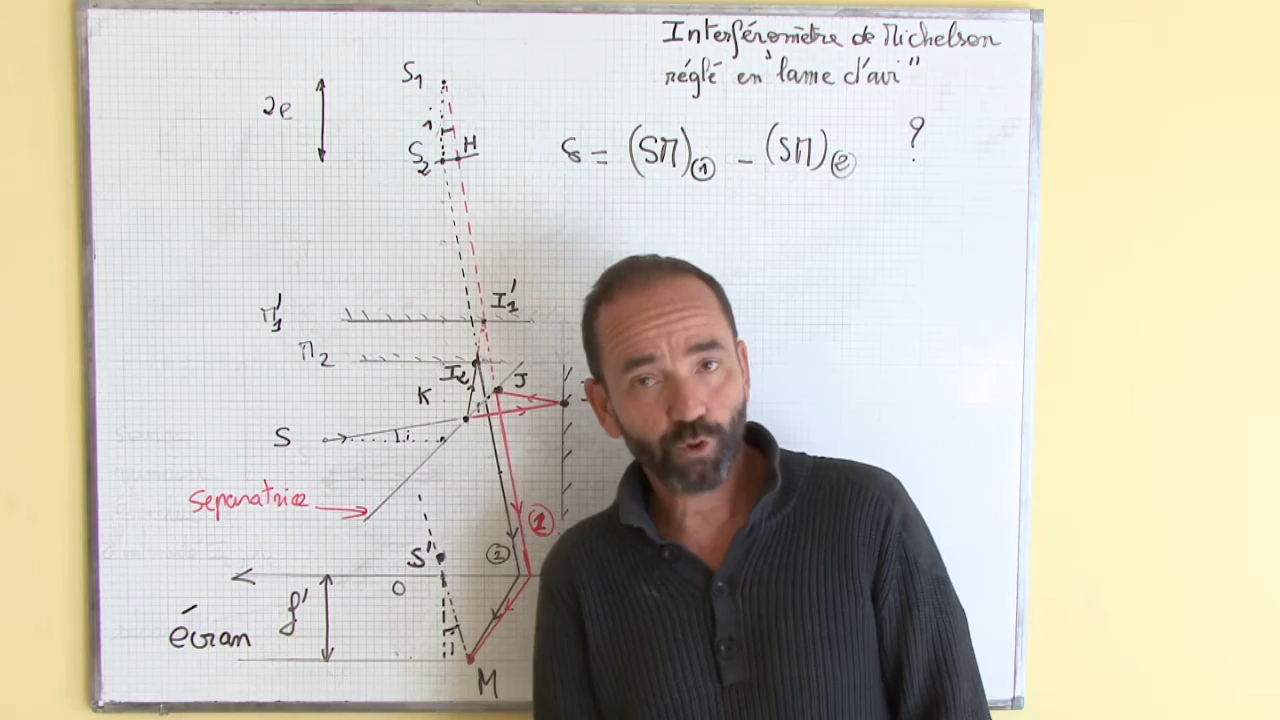 Interféromètre de Michelson
réglé en "lame d'air"
S1
2e
i
S2
H
δ = (SM)① - (SM)② ?
I'1
M'1
M2
I2
J
K
S
i
séparatrice
①
②
S'
O
f'
écran
i
M